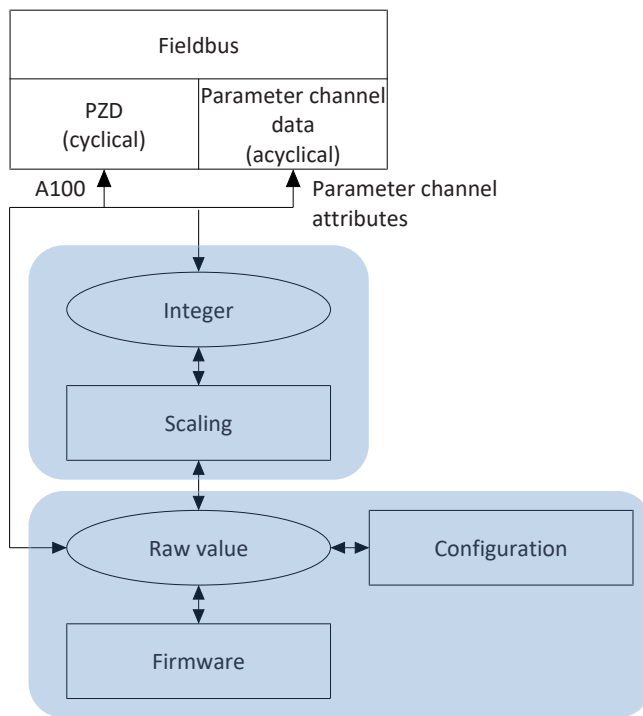 Fieldbus
PZD
(cyclical)
Parameter channel
data
(acyclical)
A100
Parameter channel
attributes
Integer
Scaling
Raw value
Configuration
Firmware